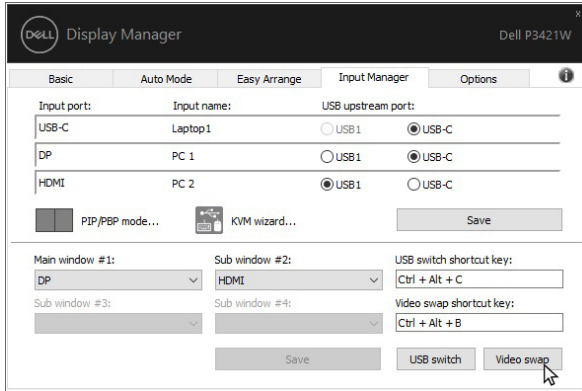 x
DELL Display Manager Dell P3421W
Basic Auto Mode Easy Arrange Input Manager Options i
Input port: Input name: USB upstream port:
USB-C Laptop1 USB1 USB-C
DP PC 1 USB1 USB-C
HDMI PC 2 USB1 USB-C
PIP/PBP mode... KVM wizard... Save
Main window #1: Sub window #2: USB switch shortcut key:
DP HDMI Ctrl + Alt + C
Sub window #3: Sub window #4: Video swap shortcut key:
Ctrl + Alt + B
Save USB switch Video swap